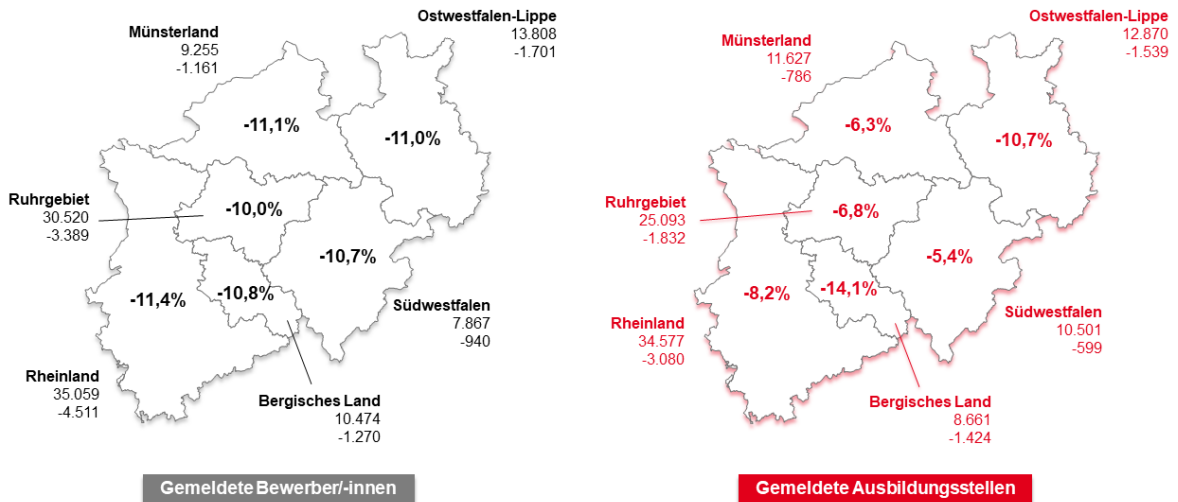 Ostwestfalen-Lippe
13.808
-1.701
Münsterland
9.255
-1.161
-11,1%
-11,0%
Ruhrgebiet
30.520
-3.389
-10,0%
-10,7%
-11,4%
-10,8%
Südwestfalen
7.867
-940
Rheinland
35.059
-4.511
Bergisches Land
10.474
-1.270
Gemeldete Bewerber/-innen
Ostwestfalen-Lippe
12.870
-1.539
Münsterland
11.627
-786
-6,3%
-10,7%
Ruhrgebiet
25.093
-1.832
-6,8%
-5,4%
-8,2%
-14,1%
Südwestfalen
10.501
-599
Rheinland
34.577
-3.080
Bergisches Land
8.661
-1.424
Gemeldete Ausbildungsstellen